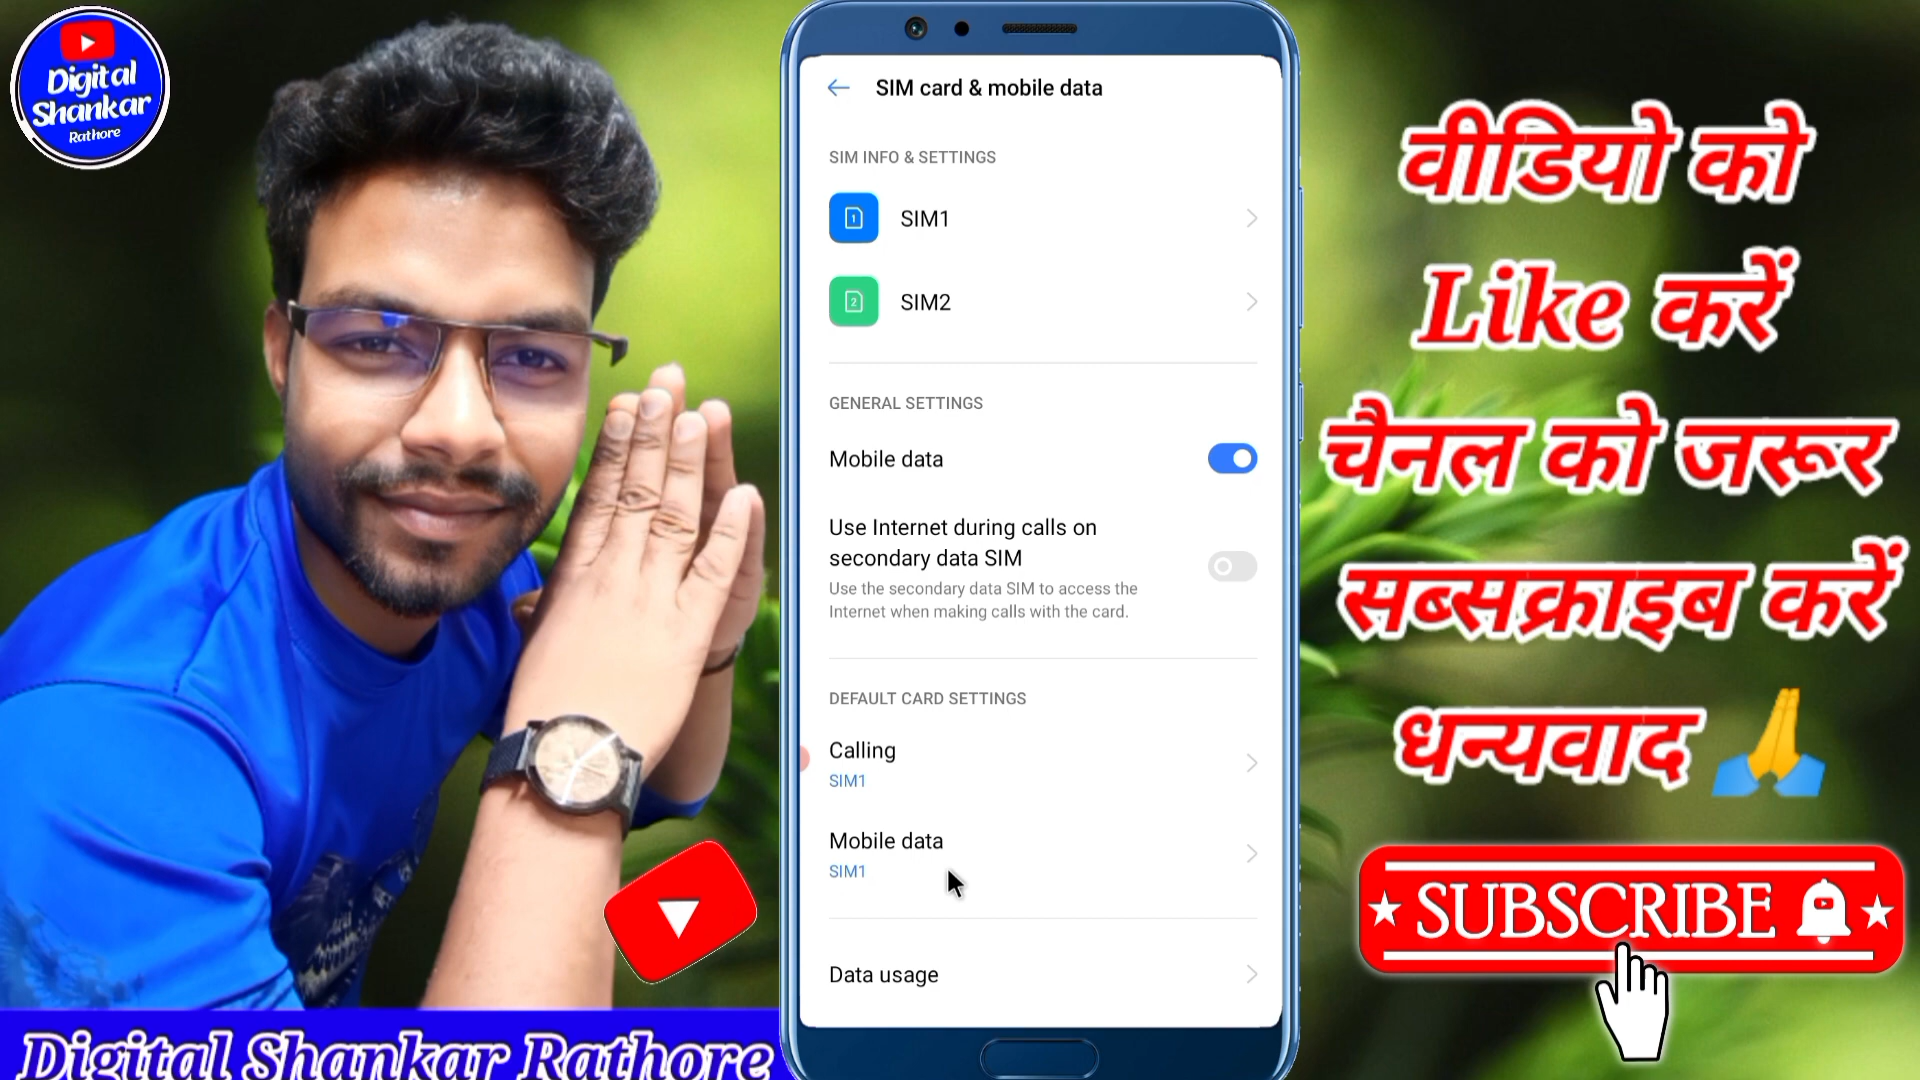 Digital
Shankar
Rathore
SIM card & mobile data
SIM INFO & SETTINGS
1
SIM1
2
SIM2
GENERAL SETTINGS
Mobile data
Use Internet during calls on
secondary data SIM
Use the secondary data SIM to access the
Internet when making calls with the card.
DEFAULT CARD SETTINGS
Calling
SIM1
Mobile data
SIM1
Data usage
वीडियो को
Like करें
चैनल को जरूर
सब्सक्राइब करें
धन्यवाद 🙏
SUBSCRIBE
Digital Shankar Rathore